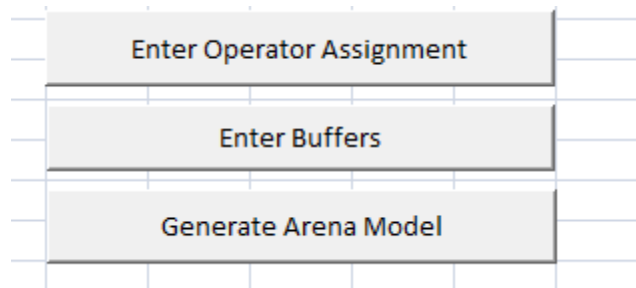 Enter Operator Assignment
Enter Buffers
Generate Arena Model